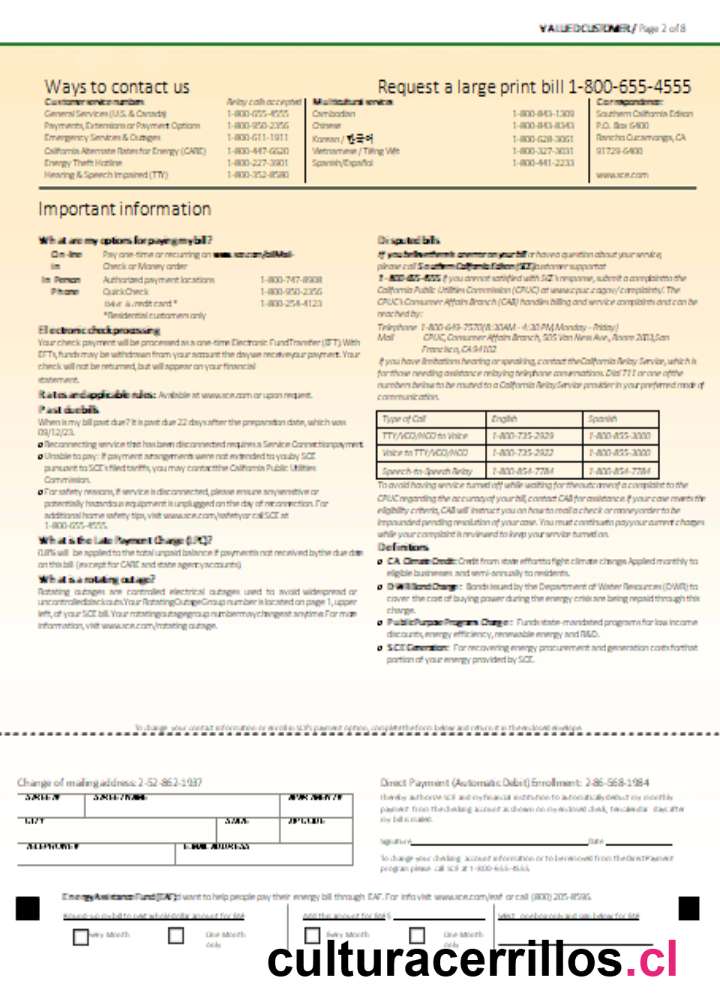 VALUED CUSTOMER / Page 2 of 8
Ways to contact us
Customer service numbers Relay calls accepted
General Services (U.S. & Canada) 1-800-655-4555
Payments, Extensions or Payment Options 1-800-950-2356
Emergency Services & Outages 1-800-611-1911
California Alternate Rates for Energy (CARE) 1-800-447-6620
Energy Theft Hotline 1-800-227-3901
Hearing & Speech Impaired (TTY) 1-800-352-8580
Request a large print bill 1-800-655-4555
Multicultural services
Cambodian 1-800-843-1309
Chinese 1-800-843-8343
Korean / 한국어 1-800-628-3061
Vietnamese / Tiếng Việt 1-800-327-3031
Spanish/Español 1-800-441-2233
Correspondence:
Southern California Edison
P.O. Box 6400
Rancho Cucamonga, CA
91729-6400
www.sce.com
Important information
What are my options for paying my bill?
On-line Pay one-time or recurring on www.sce.com/bill
Mail-in Check or Money order
In Person Authorized payment locations 1-800-747-8908
Phone QuickCheck 1-800-950-2356
credit card * 1-800-254-4123
*Residential customers only
Electronic check processing
Your check payment will be processed as a one-time Electronic Fund Transfer (EFT). With
EFTs, funds may be withdrawn from your account the day we receive your payment. Your
check will not be returned, but will appear on your financial
statement.
Rates and applicable rules: Available at www.sce.com or upon request.
Past due bills
When is my bill past due? It is past due 22 days after the preparation date, which was
09/12/23.
Reconnecting service that has been disconnected requires a Service Connection payment.
Unable to pay: If payment arrangements were not extended to you by SCE
pursuant to SCE's filed tariffs, you may contact the California Public Utilities
Commission.
For safety reasons, if service is disconnected, please ensure any sensitive or
potentially hazardous equipment is unplugged on the day of reconnection. For
additional home safety tips, visit www.sce.com/safety or call SCE at
1-800-655-4555.
What is the Late Payment Charge (LPC)?
0.8% will be applied to the total unpaid balance if payment is not received by the due date
on this bill (except for CARE and state agency accounts).
What is a rotating outage?
Rotating outages are controlled electrical outages used to avoid widespread or
uncontrolled blackouts. Your Rotating Outage Group number is located on page 1, upper
left, of SCE bill. Your rotating outage group number may change at any time. For more
information, visit www.sce.com/rotating outage.
Disputed bills
If you believe there is an error on your bill or have a question about your service,
please call Southern California Edison (SCE) customer support at
1-800-655-4555 if you are not satisfied with SCE's response, submit a complaint to the
California Public Utilities Commission (CPUC) at www.cpuc.ca.gov/ complaints/. The
CPUC's Consumer Affairs Branch (CAB) handles billing and service complaints and can be
reached by:
Telephone 1-800-649-7570 (8:30AM - 4:30 PM, Monday - Friday)
Mail CPUC, Consumer Affairs Branch, 505 Van Ness Ave., Room 2003, San
Francisco, CA 94102
If you have limitations hearing or speaking, contact the California Relay Service, which is
for those needing assistance relaying telephone conversations. Dial 711 or one of the
numbers below to be routed to a California Relay Service provider in your preferred mode of
communication.
Type of Call English Spanish
TTY/VCO/HCO to Voice 1-800-735-2929 1-800-855-3000
Voice to TTY/VCO/HCO 1-800-735-2922 1-800-855-3000
Speech-to-Speech Relay 1-800-854-7784 1-800-854-7784
To avoid having service turned off while waiting for the outcome of a complaint to the
CPUC regarding the accuracy of your bill, contact CAB for assistance. If your case meets the
eligibility criteria, CAB will instruct you on how to mail a check or money order to be
impounded pending resolution of your case. You must continue to pay your current charges
while your complaint is reviewed to keep your service turned on.
Definitions
CA Climate Credit: Credit from state effort to fight climate change. Applied monthly to
eligible businesses and semi-annually to residents.
DWR Bond Charge: Bonds issued by the Department of Water Resources (DWR) to
cover the cost of buying power during the energy crisis are being repaid through this
charge.
Public Purpose Programs Charge: Funds state-mandated programs for low income
discounts, energy efficiency, renewable energy and R&D.
SCE Generation: For recovering energy procurement and generation costs for that
portion of your energy provided by SCE.
To change your contact information or enroll in SCE's payment option, complete the form below and return it in the enclosed envelope.
Change of mailing address: 2-52-862-1937
STREET# STREET NAME APARTMENT#
CITY STATE ZIP CODE
TELEPHONE# E-MAIL ADDRESS
Direct Payment (Automatic Debit) Enrollment: 2-86-568-1984
I hereby authorize SCE and my financial institution to automatically deduct my monthly
payment from the checking account as shown on my enclosed check, ten calendar days after
my bill is mailed.
Signature Date
To change your checking account information or to be removed from the Direct Payment
program please call SCE at 1-800-655-4555.
Energy Assistance Fund (EAF): I want to help people pay their energy bill through EAF. For info visit www.sce.com/eaf or call (800) 205-8596.
Round-up my bill to next whole dollar amount for EAF
Every Month One Month
only
Add this amount for EAF $
Every Month One Month
only
Select one box only and sign below for EAF
culturacerrillos.cl